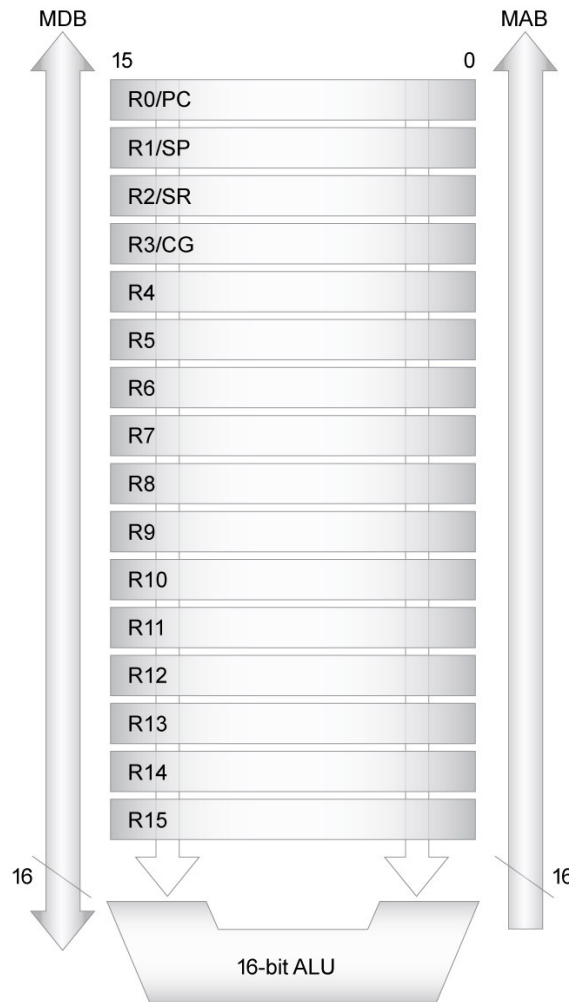 MDB
MAB
15
0
R0/PC
R1/SP
R2/SR
R3/CG
R4
R5
R6
R7
R8
R9
R10
R11
R12
R13
R14
R15
16
16
16-bit ALU